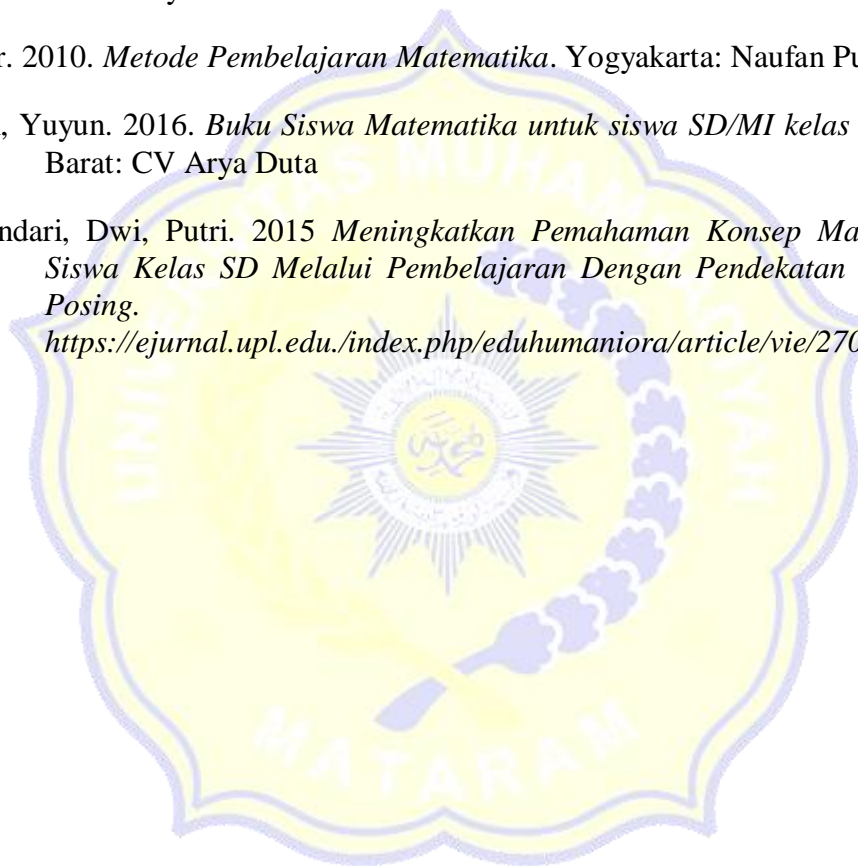 r. 2010. Metode Pembelajaran Matematika. Yogyakarta: Naufan Pu
, Yuyun. 2016. Buku Siswa Matematika untuk siswa SD/MI kelas
Barat: CV Arya Duta
ndari, Dwi, Putri. 2015 Meningkatkan Pemahaman Konsep Ma
Siswa Kelas SD Melalui Pembelajaran Dengan Pendekatan
Posing.
https://ejurnal.upl.edu./index.php/eduhumaniora/article/vie/270
UNIVERSITAS MUHAMMADIYAH
MATARAM